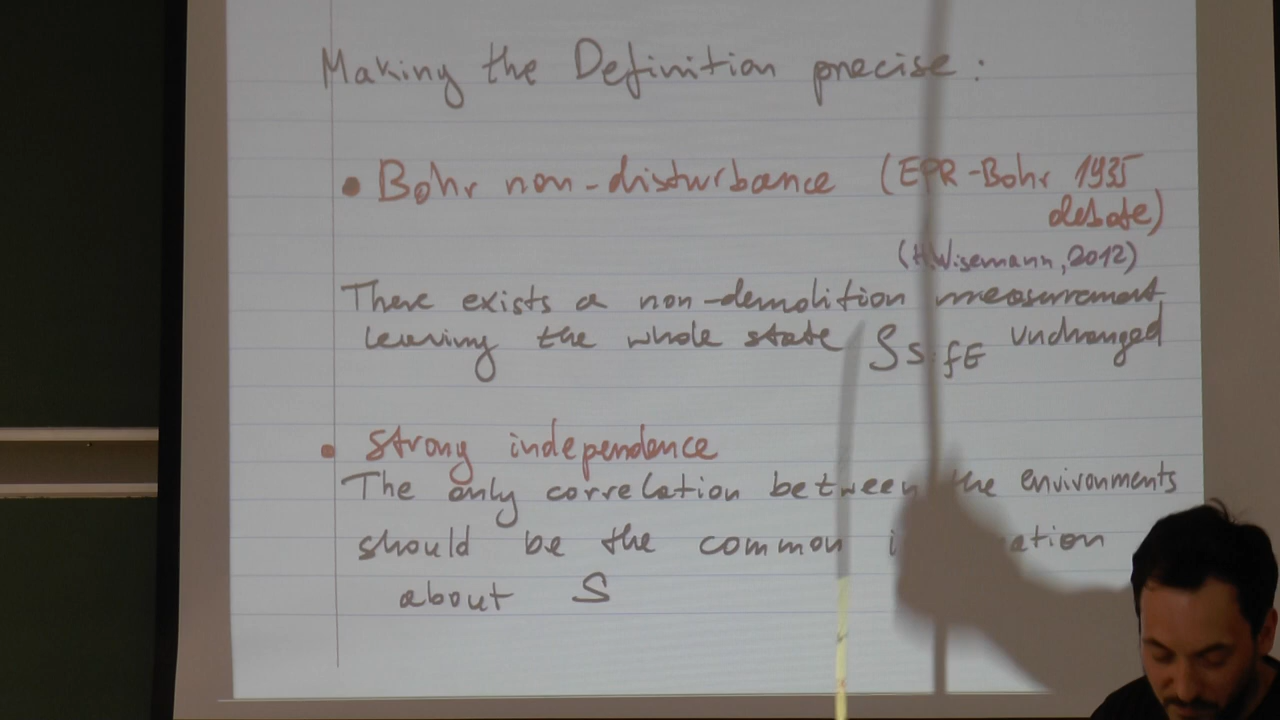 Making the Definition precise:
• Bohr non-disturbance (EPR-Bohr 1935
debate)
(H.Wisemann, 2012)
There exists a non-demolition measurement
leaving the whole state ρ_{S:fE} unchanged
• strong independence
The only correlation between the environments
should be the common
about S